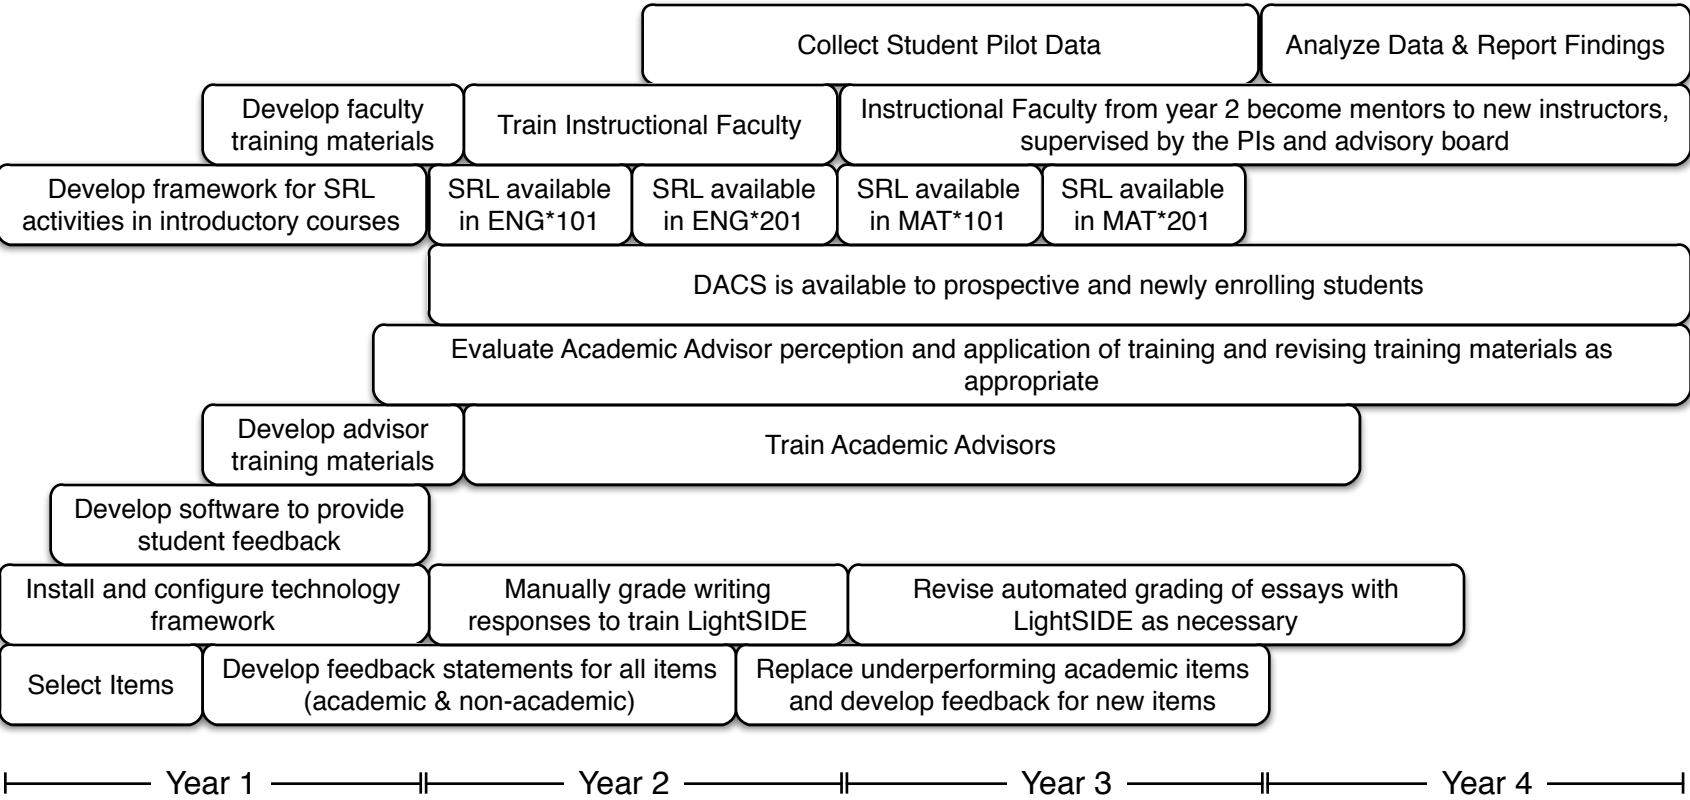 Collect Student Pilot Data
Analyze Data & Report Findings
Develop faculty
training materials
Train Instructional Faculty
Instructional Faculty from year 2 become mentors to new instructors,
supervised by the PIs and advisory board
Develop framework for SRL
activities in introductory courses
SRL available
in ENG*101
SRL available
in ENG*201
SRL available
in MAT*101
SRL available
in MAT*201
DACS is available to prospective and newly enrolling students
Evaluate Academic Advisor perception and application of training and revising training materials as
appropriate
Develop advisor
training materials
Train Academic Advisors
Develop software to provide
student feedback
Install and configure technology
framework
Manually grade writing
responses to train LightSIDE
Revise automated grading of essays with
LightSIDE as necessary
Select Items
Develop feedback statements for all items
(academic & non-academic)
Replace underperforming academic items
and develop feedback for new items
Year 1
Year 2
Year 3
Year 4